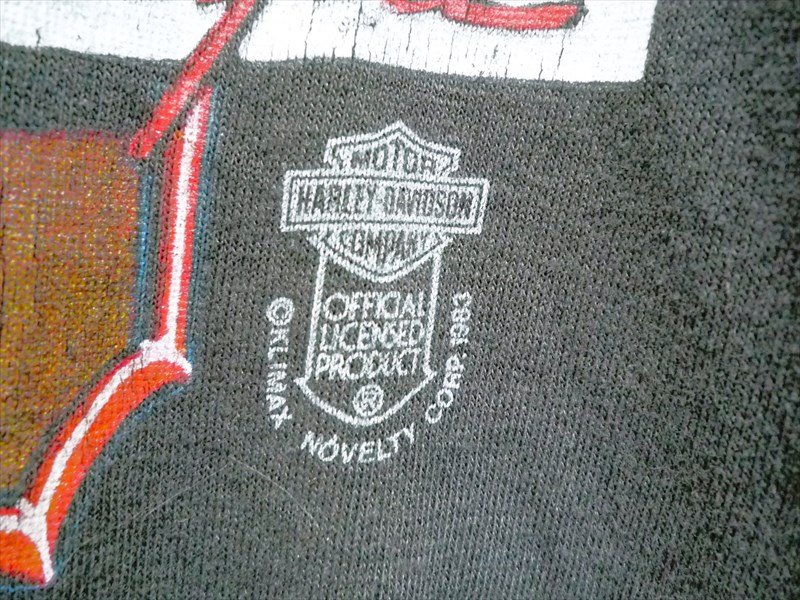 MOTOR
HARLEY-DAVIDSON
COMPANY
OFFICIAL
LICENSED
PRODUCT
®
©KLIMAX NOVELTY CORP. 1983